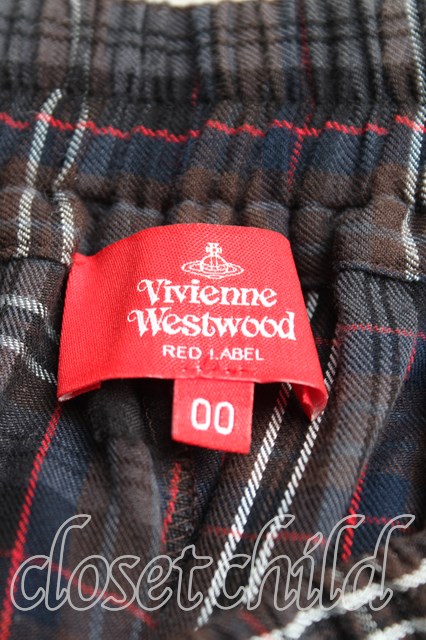 Vivienne
Westwood
RED LABEL
00
closetchild